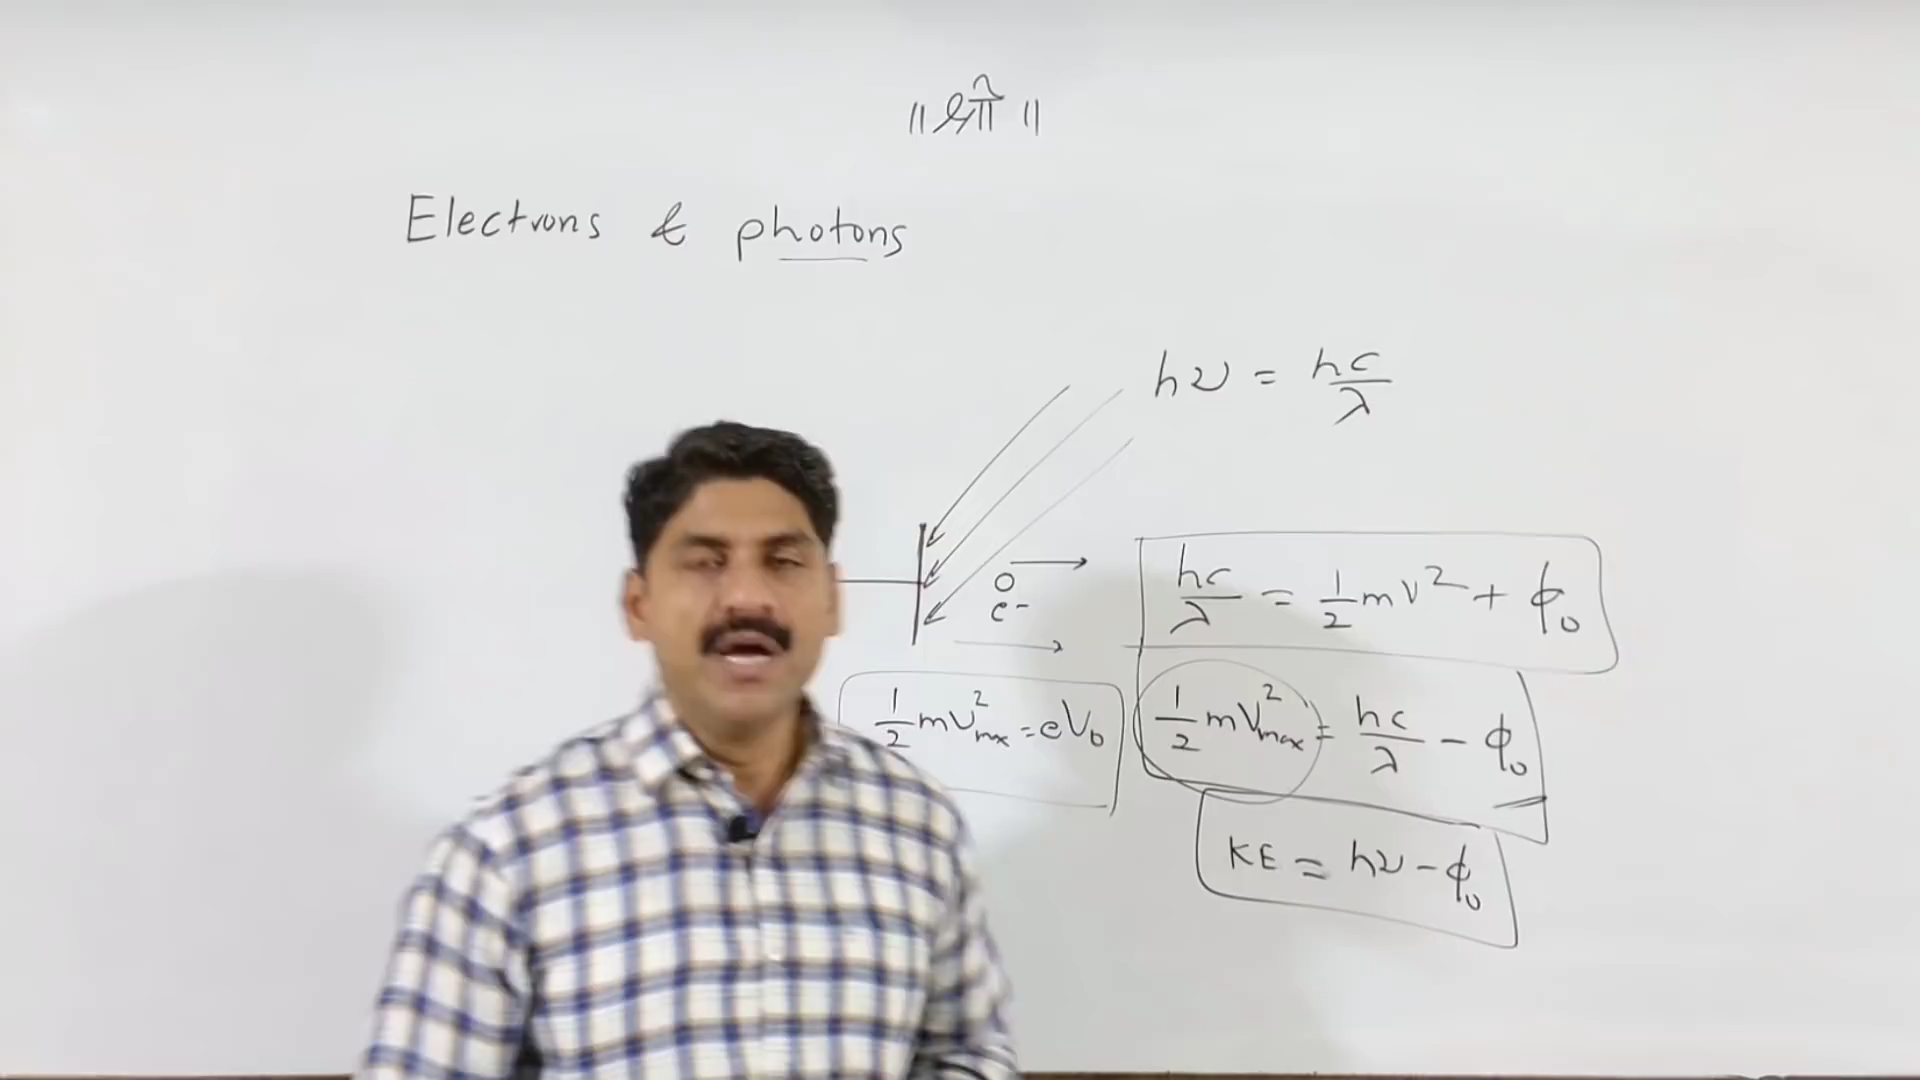 ॥ श्री ॥
Electrons & photons
hν = hc/λ
e-
hc/λ = 1/2 mv² + ϕ₀
1/2 mv²max = eV₀
1/2 mv²max = hc/λ - ϕ₀
KE = hν - ϕ₀